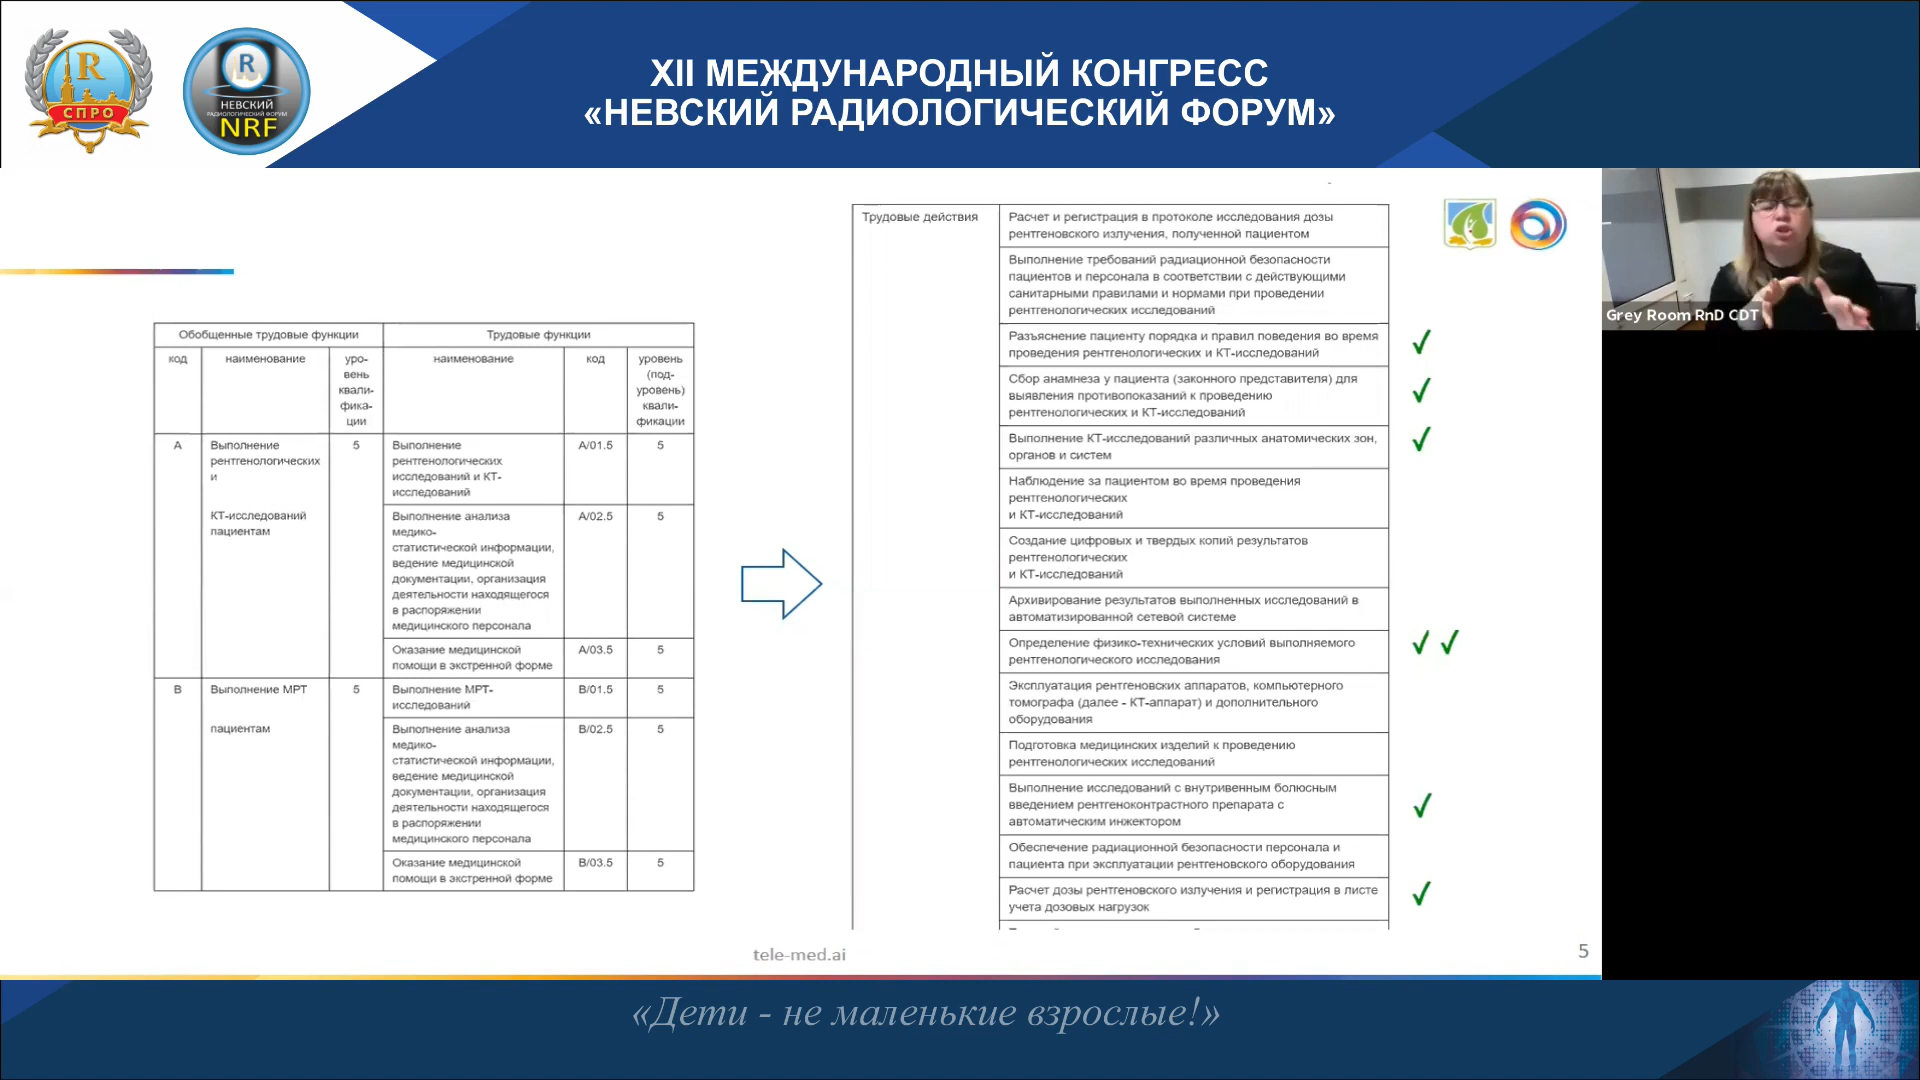 XII МЕЖДУНАРОДНЫЙ КОНГРЕСС
«НЕВСКИЙ РАДИОЛОГИЧЕСКИЙ ФОРУМ»
R
СПРО
R
НЕВСКИЙ
РАДИОЛОГИЧЕСКИЙ ФОРУМ
NRF
Обобщенные трудовые функции
Трудовые функции
код
наименование
уро-
вень
квали-
фика-
ции
наименование
код
уровень
(под-
уровень)
квали-
фикации
A
Выполнение
рентгенологических
и
КТ-исследований
пациентам
5
Выполнение
рентгенологических
исследований и КТ-
исследований
A/01.5
5
Выполнение анализа
медико-
статистической информации,
ведение медицинской
документации, организация
деятельности находящегося
в распоряжении
медицинского персонала
A/02.5
5
Оказание медицинской
помощи в экстренной форме
A/03.5
5
B
Выполнение МРТ
пациентам
5
Выполнение МРТ-
исследований
B/01.5
5
Выполнение анализа
медико-
статистической информации,
ведение медицинской
документации, организация
деятельности находящегося
в распоряжении
медицинского персонала
B/02.5
5
Оказание медицинской
помощи в экстренной форме
B/03.5
5
Трудовые действия
Расчет и регистрация в протоколе исследования дозы
рентгеновского излучения, полученной пациентом
Выполнение требований радиационной безопасности
пациентов и персонала в соответствии с действующими
санитарными правилами и нормами при проведении
рентгенологических исследований
Разъяснение пациенту порядка и правил поведения во время
проведения рентгенологических и КТ-исследований
Сбор анамнеза у пациента (законного представителя) для
выявления противопоказаний к проведению
рентгенологических и КТ-исследований
Выполнение КТ-исследований различных анатомических зон,
органов и систем
Наблюдение за пациентом во время проведения
рентгенологических
и КТ-исследований
Создание цифровых и твердых копий результатов
рентгенологических
и КТ-исследований
Архивирование результатов выполненных исследований в
автоматизированной сетевой системе
Определение физико-технических условий выполняемого
рентгенологического исследования
Эксплуатация рентгеновских аппаратов, компьютерного
томографа (далее - КТ-аппарат) и дополнительного
оборудования
Подготовка медицинских изделий к проведению
рентгенологических исследований
Выполнение исследований с внутривенным болюсным
введением рентгеноконтрастного препарата с
автоматическим инжектором
Обеспечение радиационной безопасности персонала и
пациента при эксплуатации рентгеновского оборудования
Расчет дозы рентгеновского излучения и регистрация в листе
учета дозовых нагрузок
Grey Room RnD CDT
tele-med.ai
5
«Дети - не маленькие взрослые!»